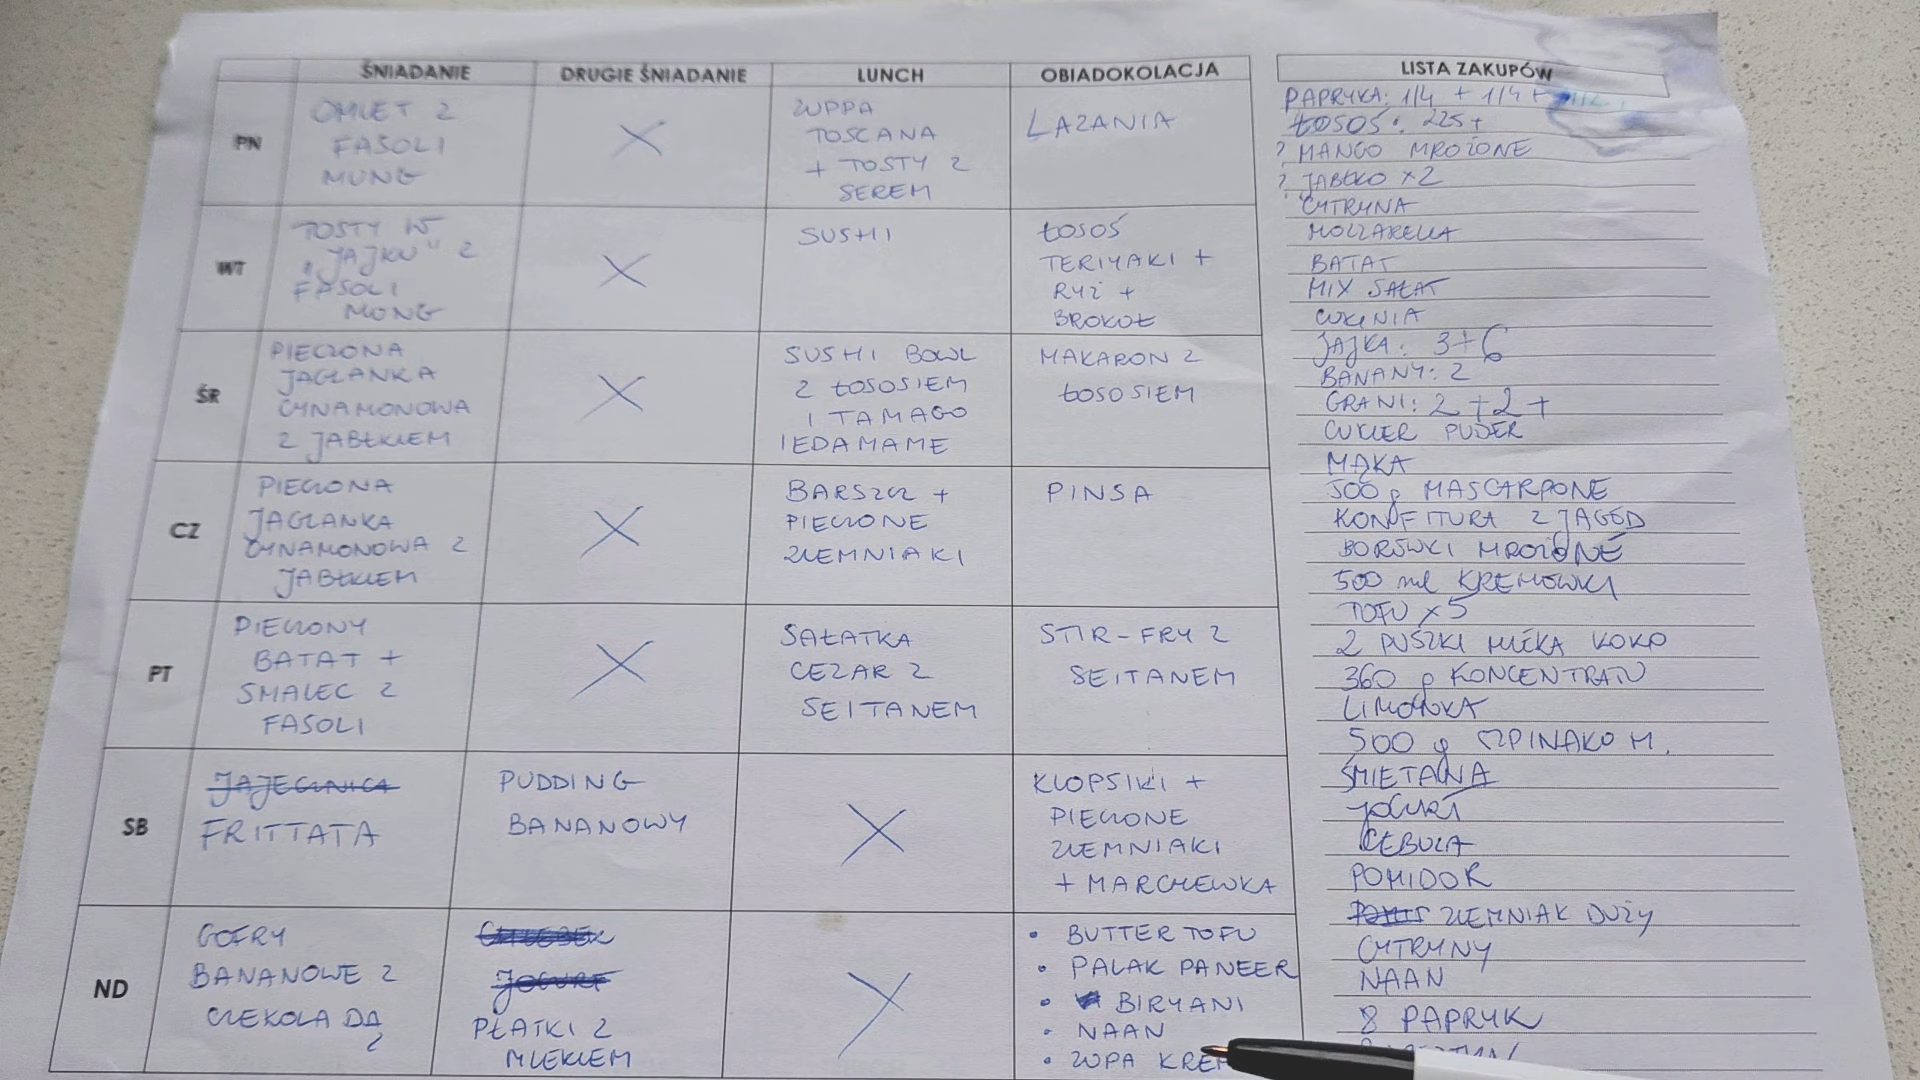 ŚNIADANIE
DRUGIE ŚNIADANIE
LUNCH
OBIADOKOLACJA
PN
OMLET Z
FASOLI
MUNG
X
ZUPPA
TOSCANA
+ TOSTY Z
SEREM
LAZANIA
WT
TOSTY W
„JAJKU" Z
FASOLI
MUNG
X
SUSHI
ŁOSOŚ
TERIYAKI +
RYŻ +
BROKUŁ
ŚR
PIECZONA
JAGLANKA
CYNAMONOWA
Z JABŁKIEM
X
SUSHI BOWL
Z ŁOSOSIEM
I TAMAGO
I EDAMAME
MAKARON Z
ŁOSOSIEM
CZ
PIECZONA
JAGLANKA
CYNAMONOWA Z
JABŁKIEM
X
BARSZCZ +
PIECZONE
ZIEMNIAKI
PINSA
PT
PIECZONY
BATAT +
SMALEC Z
FASOLI
X
SAŁATKA
CEZAR Z
SEITANEM
STIR-FRY Z
SEITANEM
SB
JAJECZNICA
FRITTATA
PUDDING
BANANOWY
X
KLOPSIKI +
PIECZONE
ZIEMNIAKI
+ MARCHEWKA
ND
GOFRY
BANANOWE Z
CZEKOLADĄ
CHLEBEK
JOGURT
PŁATKI Z
MLEKIEM
X
• BUTTER TOFU
• PALAK PANEER
• BIRYANI
• NAAN
• ZUPA KREM
LISTA ZAKUPÓW
PAPRYKA: 1/4 + 1/4 +
ŁOSOŚ: 225+
? MANGO MROŻONE
? JABŁKO x2
CYTRYNA
MOZZARELLA
BATAT
MIX SAŁAT
CUKINIA
JAJKA: 3+6
BANANY: 2
GRANI: 2+2+
CUKIER PUDER
MĄKA
500 g MASCARPONE
KONFITURA Z JAGÓD
BORÓWKI MROŻONE
500 ml KREMÓWKI
TOFU x5
2 PUSZKI MLEKA KOKO
360 g KONCENTRATU
LIMONKA
500 g SZPINAKU M.
ŚMIETANA
JOGURT
CEBULA
POMIDOR
ZIEMNIAK DUŻY
CYTRYNY
NAAN
8 PAPRYK